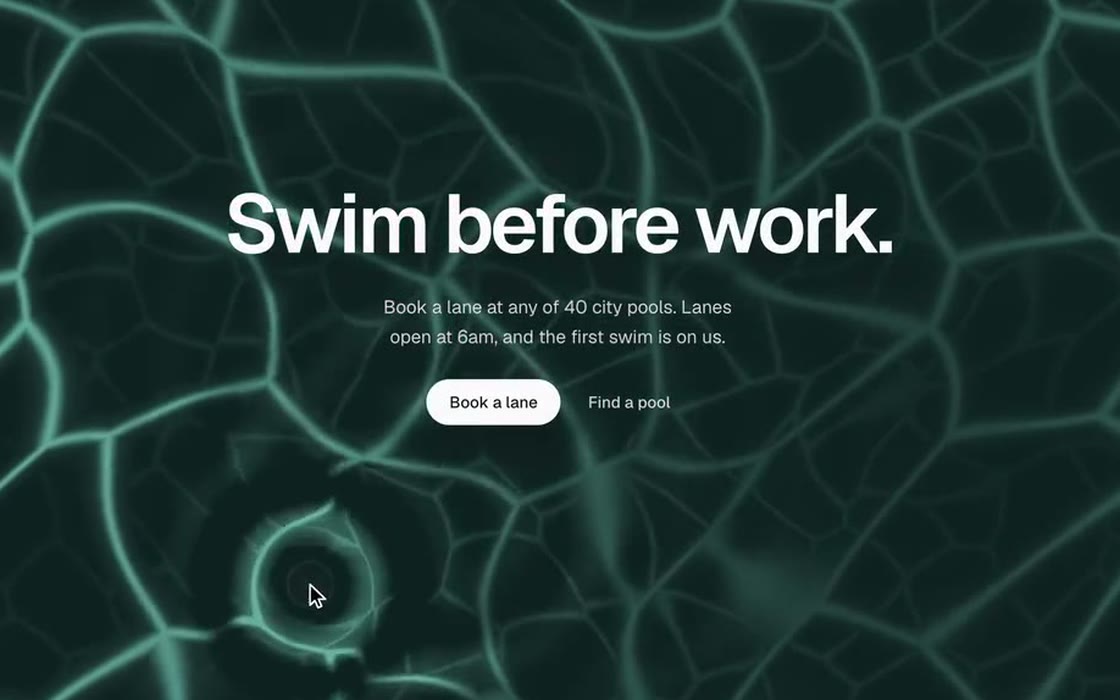 Swim before work.
Book a lane at any of 40 city pools. Lanes
open at 6am, and the first swim is on us.
Book a lane
Find a pool